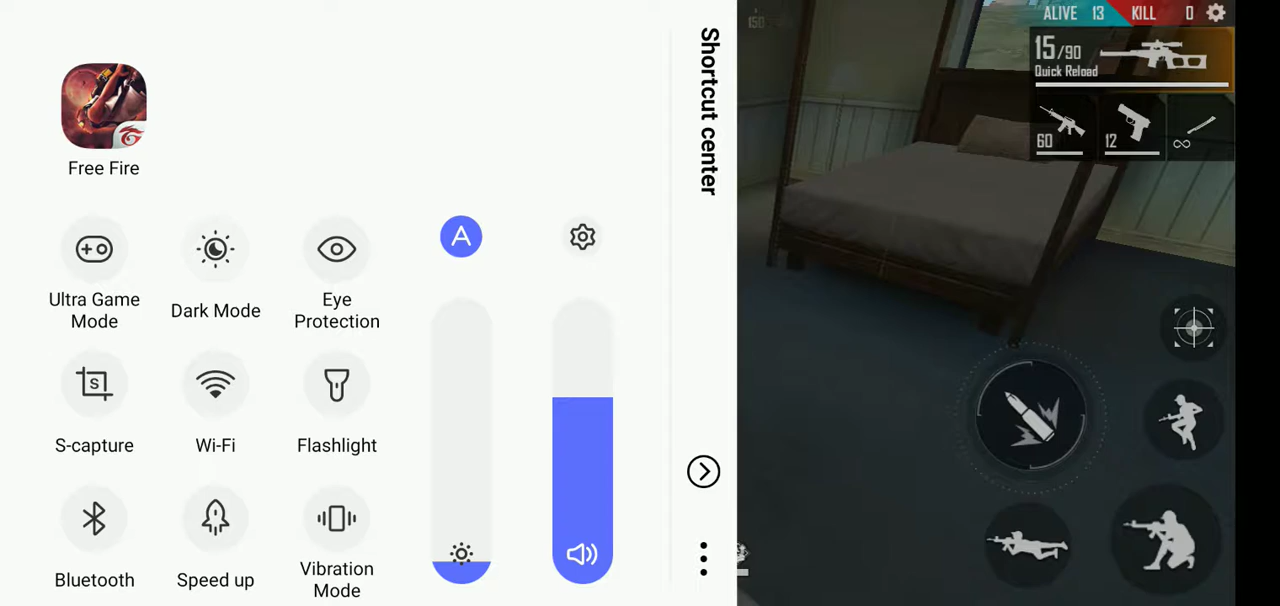 Shortcut center
Free Fire
A
Ultra Game
Mode
Dark Mode
Eye
Protection
S
S-capture
Wi-Fi
Flashlight
Bluetooth
Speed up
Vibration
Mode
150
ALIVE 13
KILL 0
15/90
Quick Reload
60
12
∞